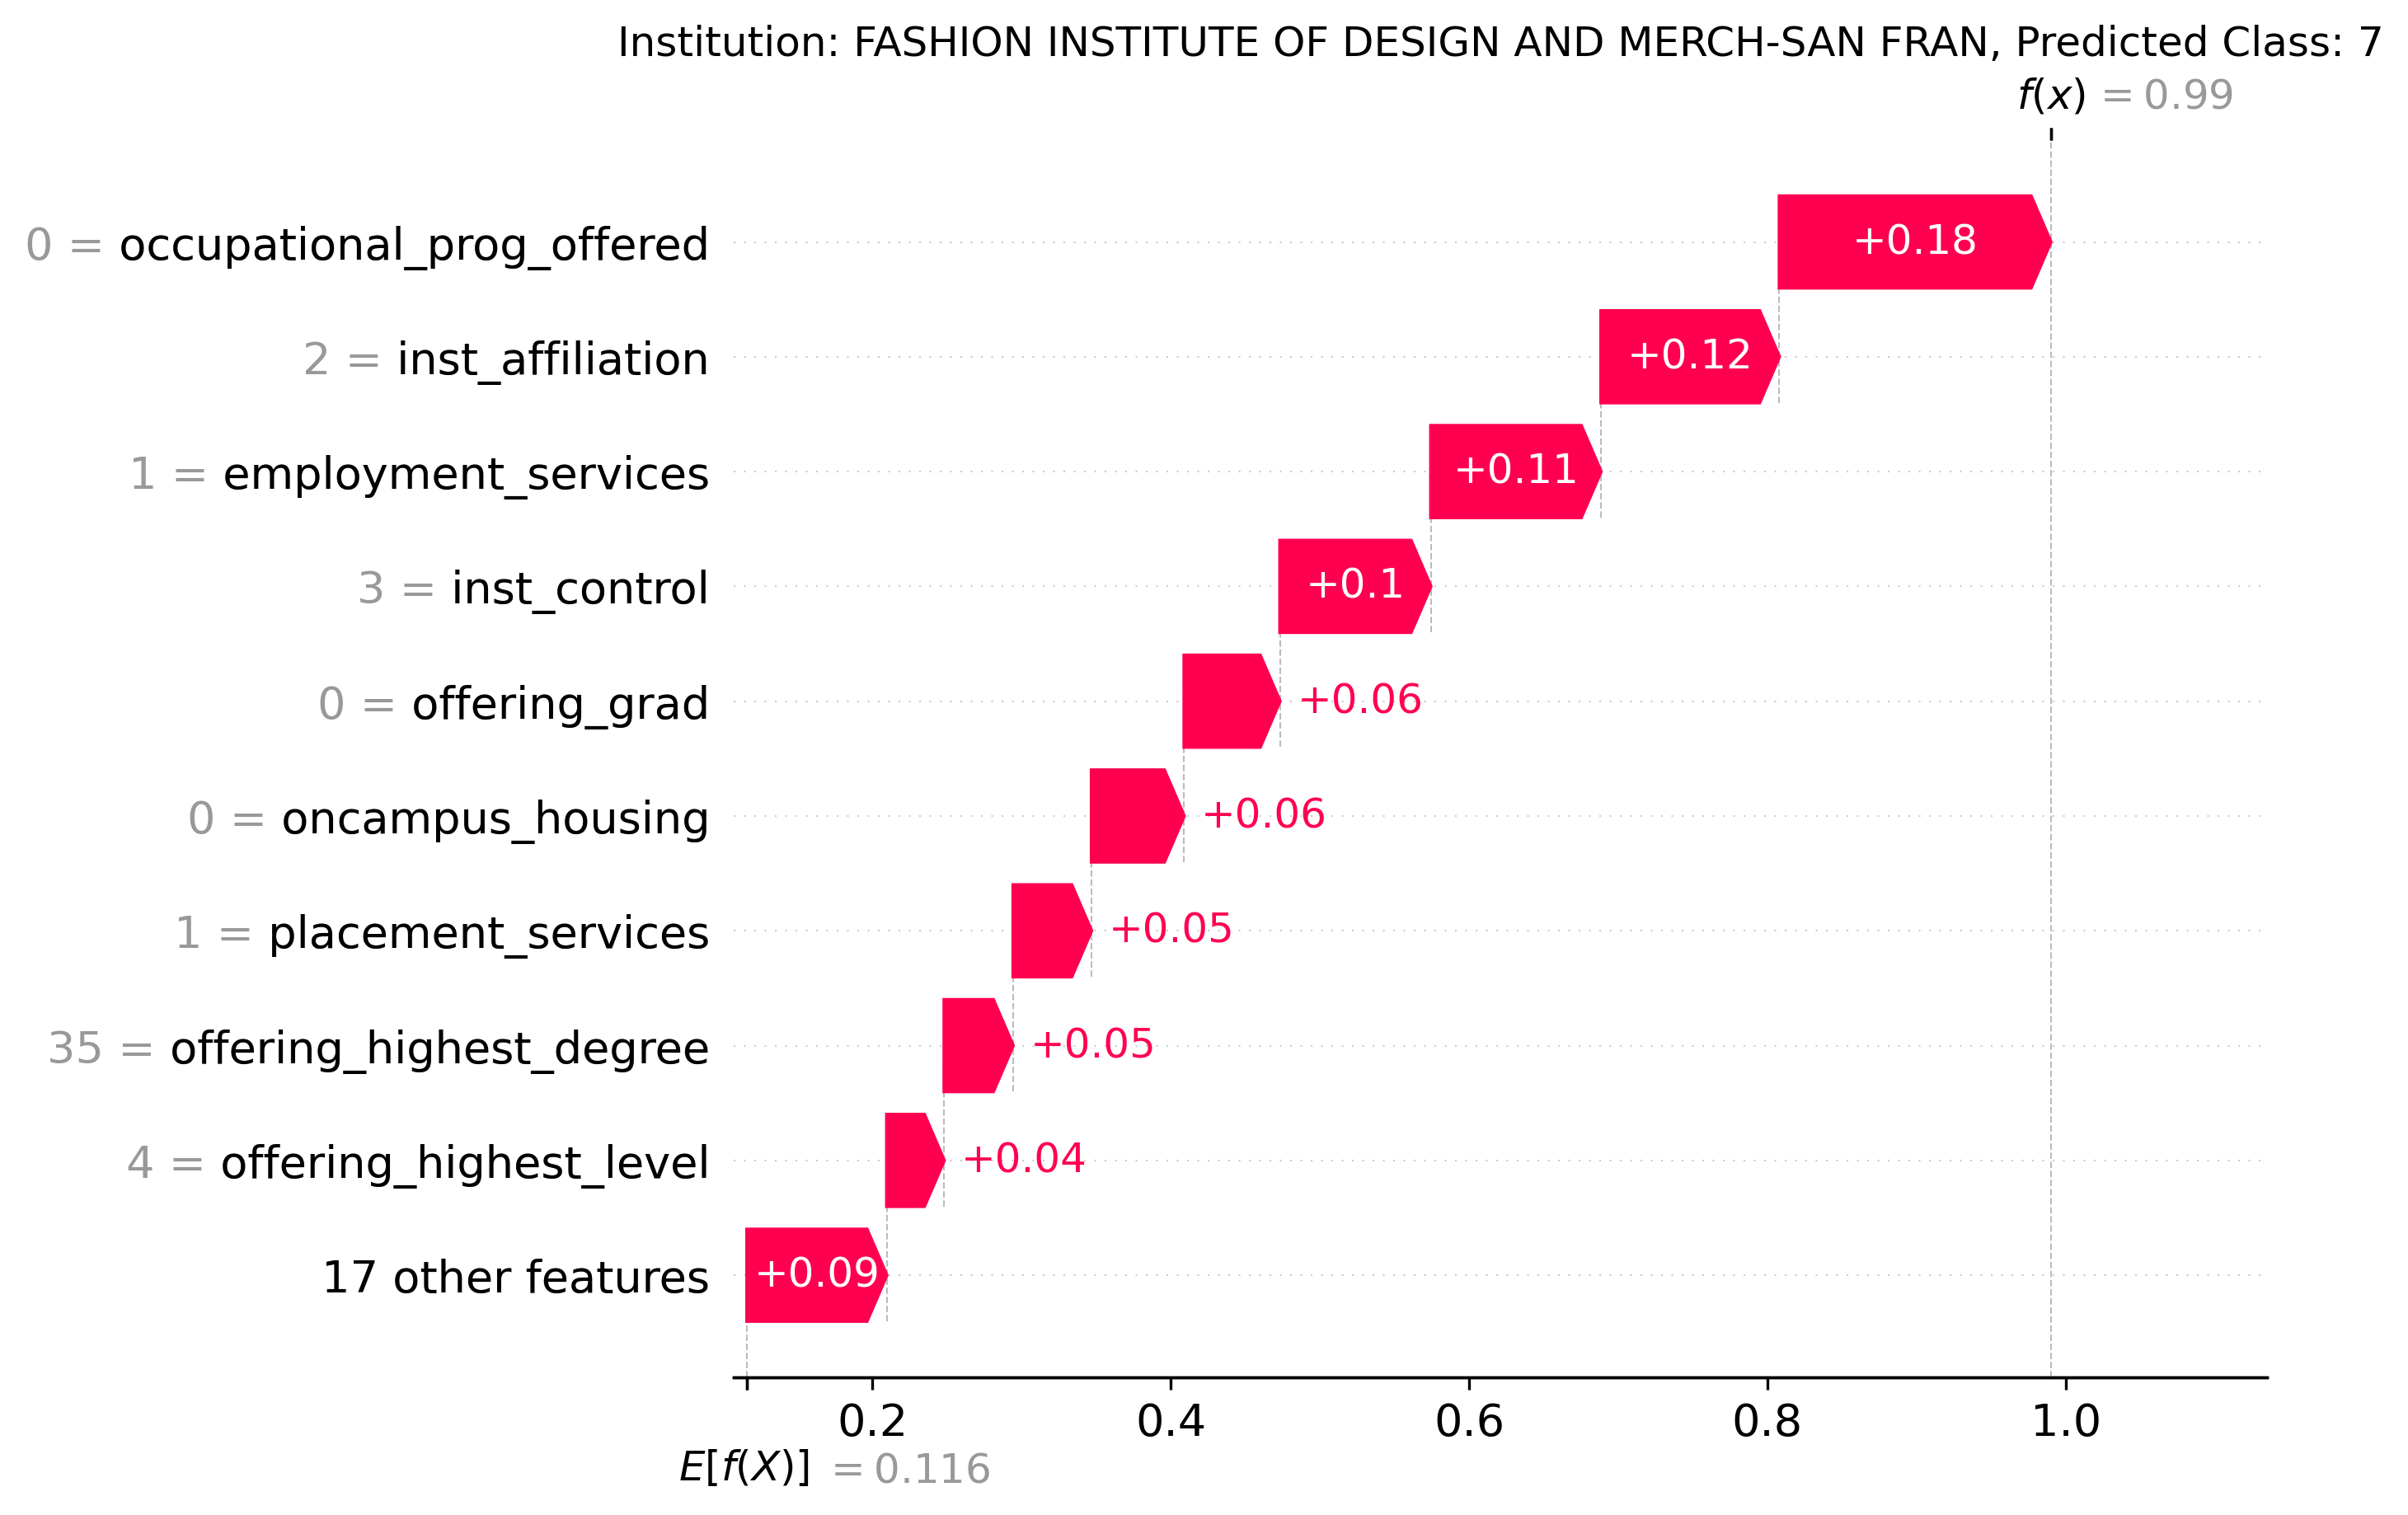 Institution: FASHION INSTITUTE OF DESIGN AND MERCH-SAN FRAN, Predicted Class: 7
f(x) = 0.99
0 = occupational_prog_offered +0.18
2 = inst_affiliation +0.12
1 = employment_services +0.11
3 = inst_control +0.1
0 = offering_grad +0.06
0 = oncampus_housing +0.06
1 = placement_services +0.05
35 = offering_highest_degree +0.05
4 = offering_highest_level +0.04
17 other features +0.09
0.2 0.4 0.6 0.8 1.0
E[f(X)] = 0.116